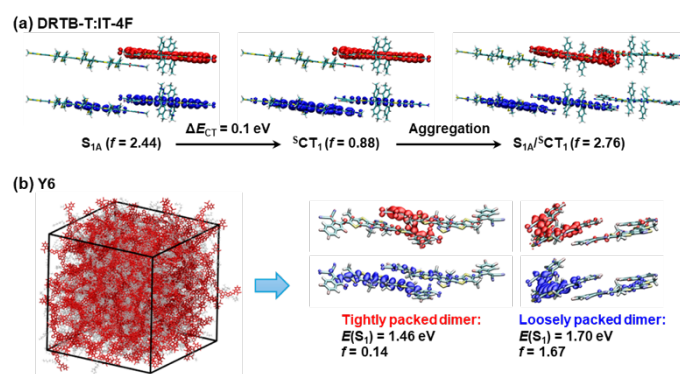 (a) DRTB-T:IT-4F
S₁ₐ (f = 2.44)
ΔE_CT = 0.1 eV
ˢCT₁ (f = 0.88)
Aggregation
S₁ₐ/ˢCT₁ (f = 2.76)
(b) Y6
Tightly packed dimer:
E(S₁) = 1.46 eV
f = 0.14
Loosely packed dimer:
E(S₁) = 1.70 eV
f = 1.67